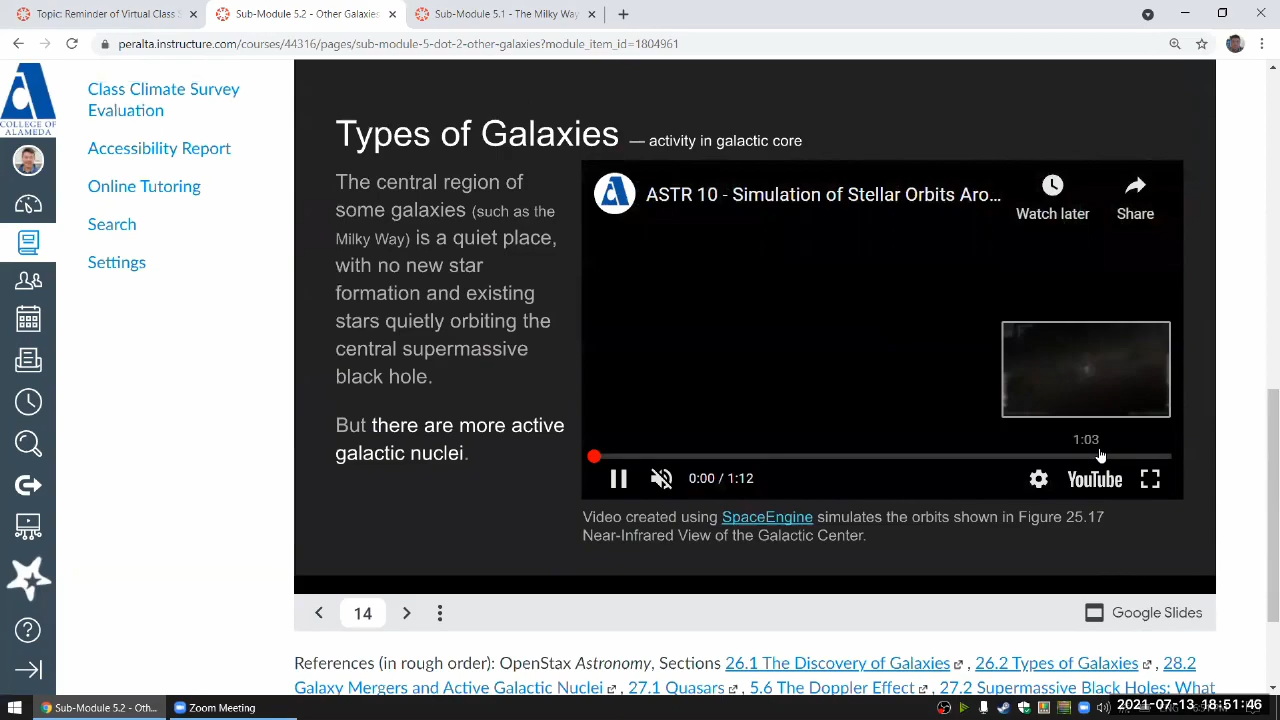 Topic: Reminder of Virtual Class S
Sub-Module 5.2 - Other Galaxies
Sub-Module 5.1 - The Milky Way
peralta.instructure.com/courses/44316/pages/sub-module-5-dot-2-other-galaxies?module_item_id=1804961
COLLEGE OF
ALAMEDA
Class Climate Survey
Evaluation
Accessibility Report
Online Tutoring
Search
Settings
Types of Galaxies — activity in galactic core
The central region of
some galaxies (such as the
Milky Way) is a quiet place,
with no new star
formation and existing
stars quietly orbiting the
central supermassive
black hole.
But there are more active
galactic nuclei.
ASTR 10 - Simulation of Stellar Orbits Aro...
Watch later
Share
1:03
0:00 / 1:12
YouTube
Video created using SpaceEngine simulates the orbits shown in Figure 25.17
Near-Infrared View of the Galactic Center.
14
Google Slides
References (in rough order): OpenStax Astronomy, Sections 26.1 The Discovery of Galaxies , 26.2 Types of Galaxies , 28.2
Galaxy Mergers and Active Galactic Nuclei , 27.1 Quasars , 5.6 The Doppler Effect , 27.2 Supermassive Black Holes: What
Sub-Module 5.2 - Oth...
Zoom Meeting
2021-07-13 18:51:46